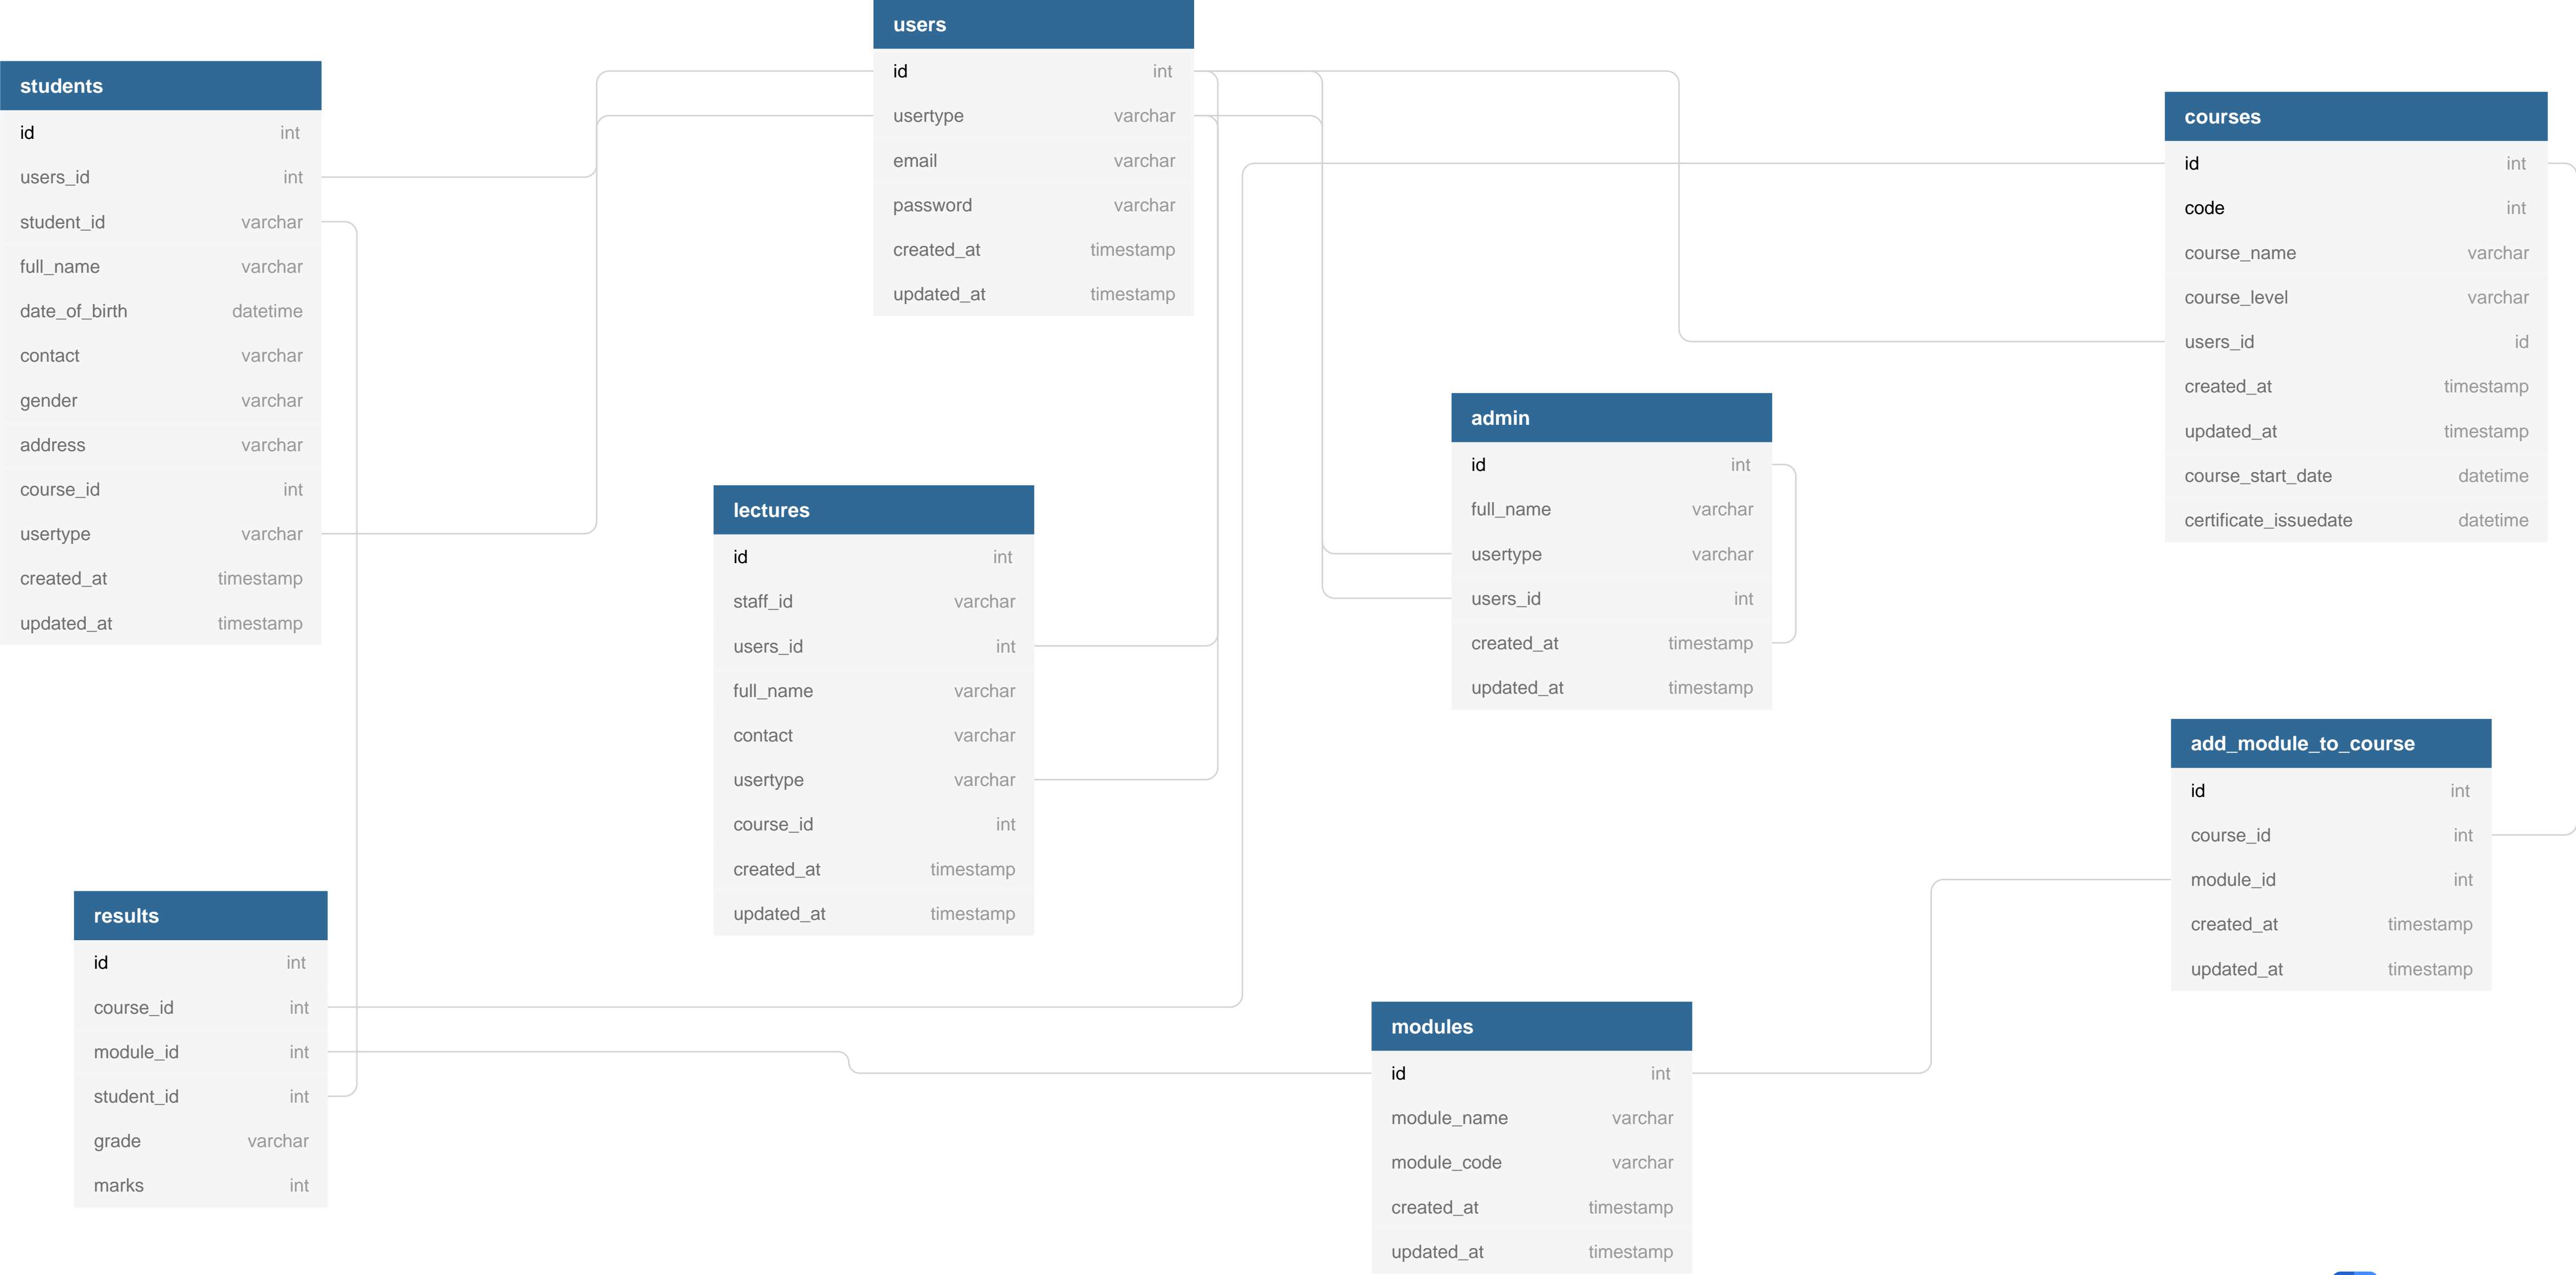 users
id int
usertype varchar
email varchar
password varchar
created_at timestamp
updated_at timestamp
students
id int
users_id int
student_id varchar
full_name varchar
date_of_birth datetime
contact varchar
gender varchar
address varchar
course_id int
usertype varchar
created_at timestamp
updated_at timestamp
courses
id int
code int
course_name varchar
course_level varchar
users_id id
created_at timestamp
updated_at timestamp
course_start_date datetime
certificate_issuedate datetime
admin
id int
full_name varchar
usertype varchar
users_id int
created_at timestamp
updated_at timestamp
lectures
id int
staff_id varchar
users_id int
full_name varchar
contact varchar
usertype varchar
course_id int
created_at timestamp
updated_at timestamp
add_module_to_course
id int
course_id int
module_id int
created_at timestamp
updated_at timestamp
results
id int
course_id int
module_id int
student_id int
grade varchar
marks int
modules
id int
module_name varchar
module_code varchar
created_at timestamp
updated_at timestamp